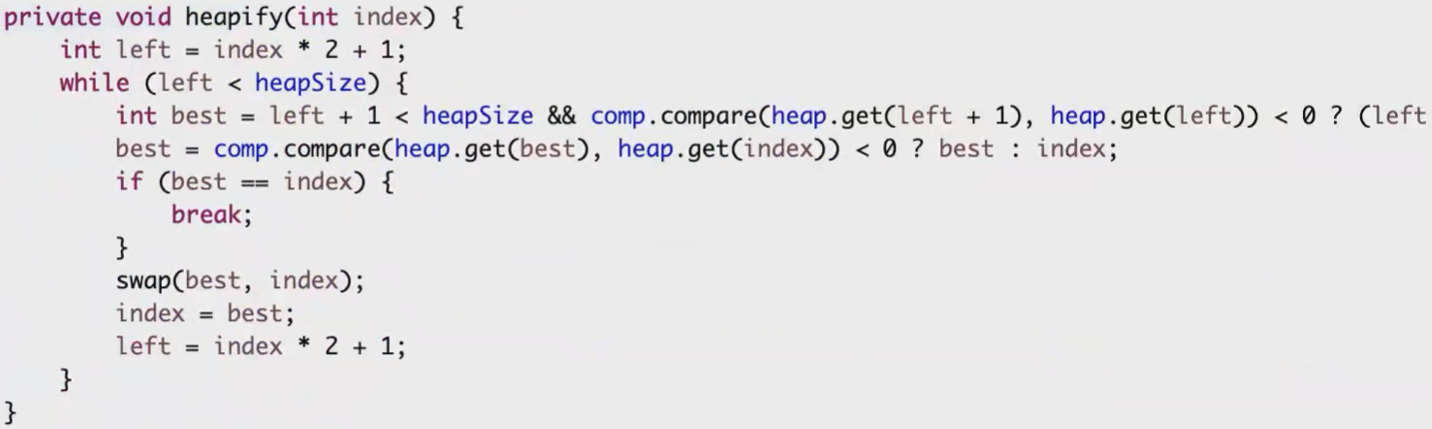 private void heapify(int index) {
    int left = index * 2 + 1;
    while (left < heapSize) {
        int best = left + 1 < heapSize && comp.compare(heap.get(left + 1), heap.get(left)) < 0 ? (left
        best = comp.compare(heap.get(best), heap.get(index)) < 0 ? best : index;
        if (best == index) {
            break;
        }
        swap(best, index);
        index = best;
        left = index * 2 + 1;
    }
}